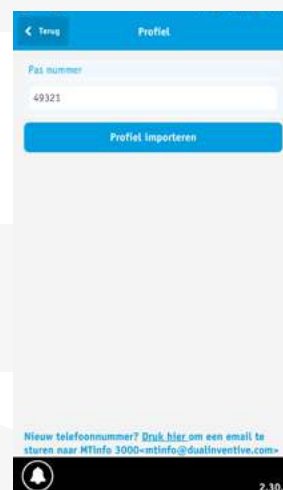 Terug
Profiel
Pas nummer
49321
Profiel importeren
Nieuw telefoonnummer? Druk hier om een email te
sturen naar MTinfo 3000<mtinfo@dualinventive.com>
2.30.